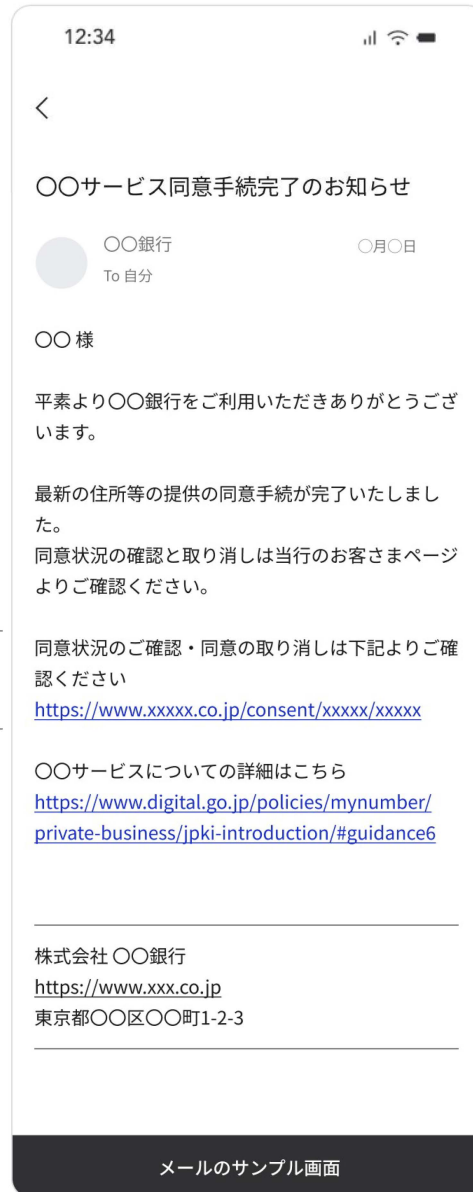 12:34
〇〇サービス同意手続完了のお知らせ
〇〇銀行
〇月〇日
To 自分
〇〇 様
平素より〇〇銀行をご利用いただきありがとうござ
います。
最新の住所等の提供の同意手続が完了いたしまし
た。
同意状況の確認と取り消しは当行のお客さまページ
よりご確認ください。
同意状況のご確認・同意の取り消しは下記よりご確
認ください
https://www.xxxxx.co.jp/consent/xxxxx/xxxxx
〇〇サービスについての詳細はこちら
https://www.digital.go.jp/policies/mynumber/
private-business/jpki-introduction/#guidance6
株式会社 〇〇銀行
https://www.xxx.co.jp
東京都〇〇区〇〇町1-2-3
メールのサンプル画面